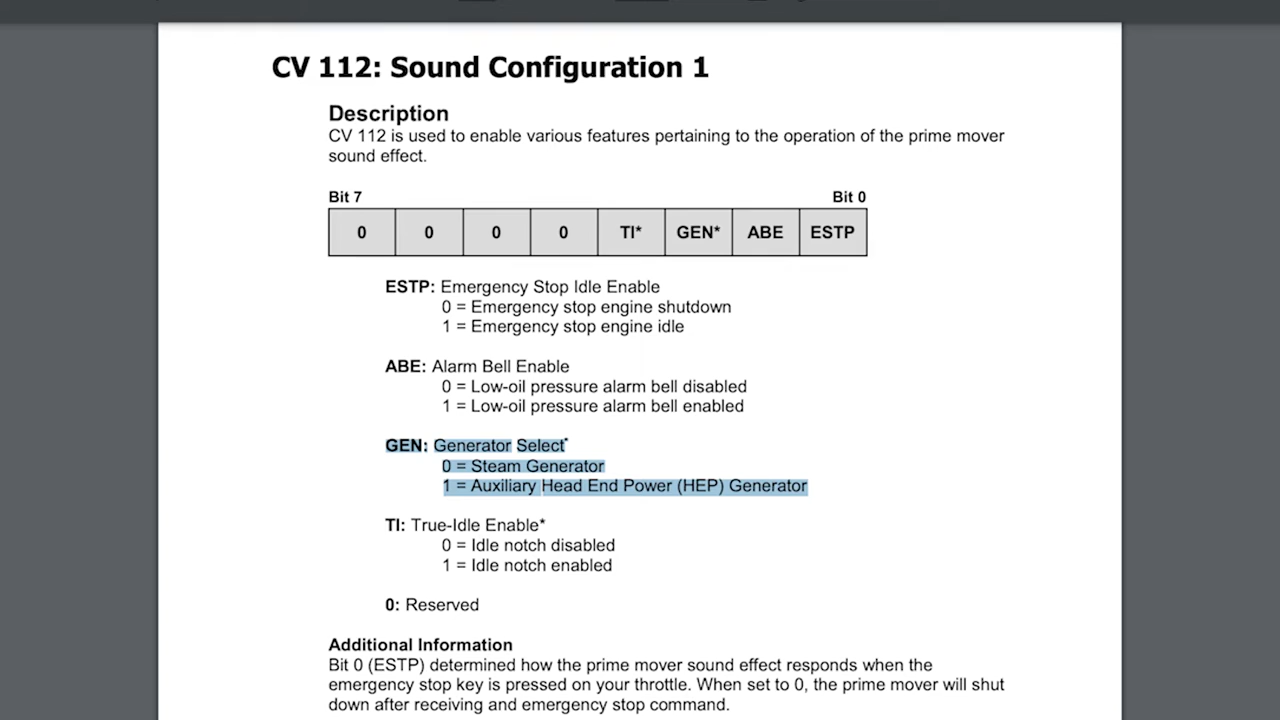 CV 112: Sound Configuration 1
Description
CV 112 is used to enable various features pertaining to the operation of the prime mover
sound effect.
Bit 7 Bit 0
0 0 0 0 TI* GEN* ABE ESTP
ESTP: Emergency Stop Idle Enable
0 = Emergency stop engine shutdown
1 = Emergency stop engine idle
ABE: Alarm Bell Enable
0 = Low-oil pressure alarm bell disabled
1 = Low-oil pressure alarm bell enabled
GEN: Generator Select*
0 = Steam Generator
1 = Auxiliary Head End Power (HEP) Generator
TI: True-Idle Enable*
0 = Idle notch disabled
1 = Idle notch enabled
0: Reserved
Additional Information
Bit 0 (ESTP) determined how the prime mover sound effect responds when the
emergency stop key is pressed on your throttle. When set to 0, the prime mover will shut
down after receiving and emergency stop command.